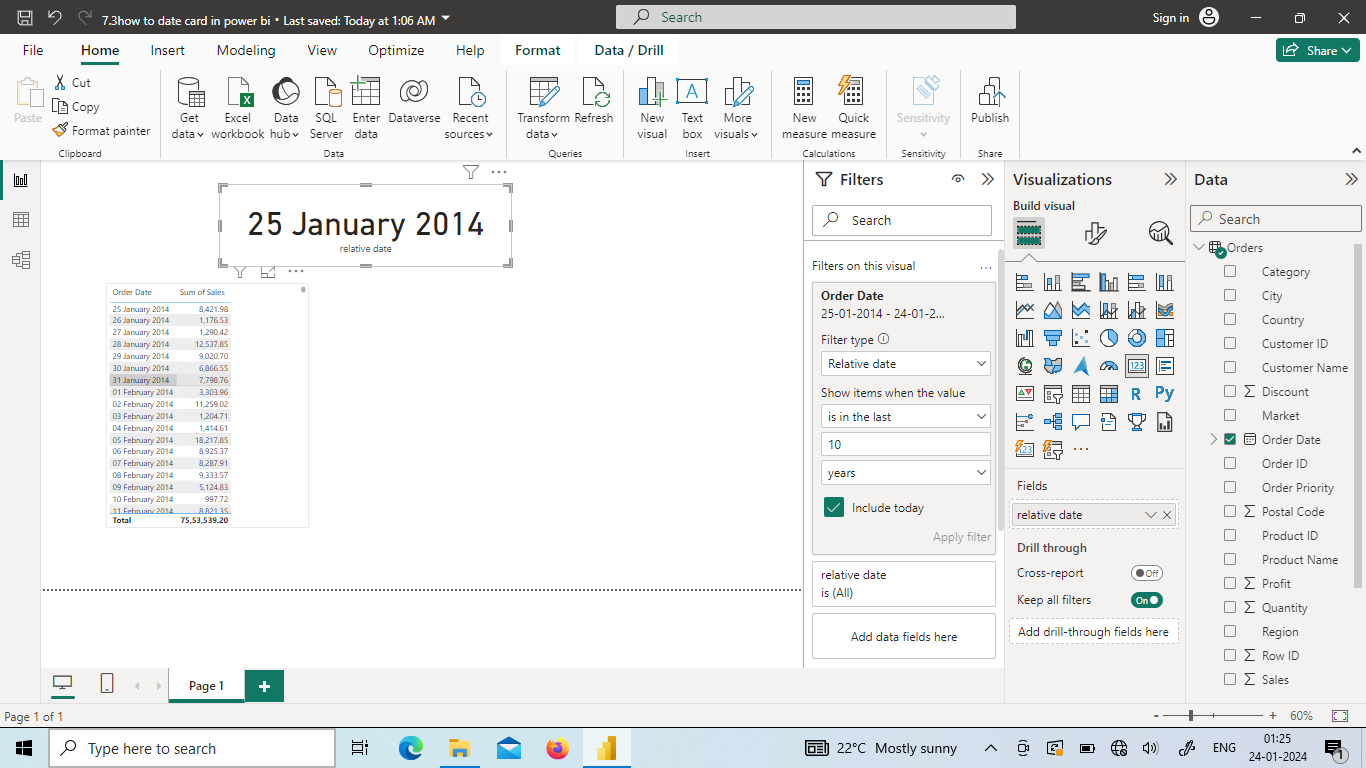 7.3how to date card in power bi • Last saved: Today at 1:06 AM
Search
Sign in
File
Home
Insert
Modeling
View
Optimize
Help
Format
Data / Drill
Share
Paste
Cut
Copy
Format painter
Clipboard
Get data
Excel workbook
Data hub
SQL Server
Enter data
Dataverse
Recent sources
Data
Transform data
Refresh
Queries
New visual
Text box
More visuals
Insert
New measure
Quick measure
Calculations
Sensitivity
Sensitivity
Publish
Share
25 January 2014
relative date
Order Date Sum of Sales
25 January 2014 8,421.98
26 January 2014 1,176.53
27 January 2014 1,290.42
28 January 2014 12,537.85
29 January 2014 9,020.70
30 January 2014 6,866.55
31 January 2014 7,798.76
01 February 2014 3,303.96
02 February 2014 11,259.02
03 February 2014 1,204.71
04 February 2014 1,414.61
05 February 2014 18,217.85
06 February 2014 8,925.37
07 February 2014 8,287.91
08 February 2014 9,333.57
09 February 2014 5,124.83
10 February 2014 997.72
11 February 2014 8,821.35
Total 75,53,539.20
Filters
Search
Filters on this visual
Order Date
25-01-2014 - 24-01-2...
Filter type
Relative date
Show items when the value
is in the last
10
years
Include today
Apply filter
relative date
is (All)
Add data fields here
Visualizations
Build visual
123
R
Py
123
Fields
relative date
Drill through
Cross-report
Off
Keep all filters
On
Add drill-through fields here
Data
Search
Orders
Category
City
Country
Customer ID
Customer Name
Discount
Market
Order Date
Order ID
Order Priority
Postal Code
Product ID
Product Name
Profit
Quantity
Region
Row ID
Sales
Page 1
Page 1 of 1
60%
Type here to search
22°C Mostly sunny
ENG
01:25
24-01-2024
1